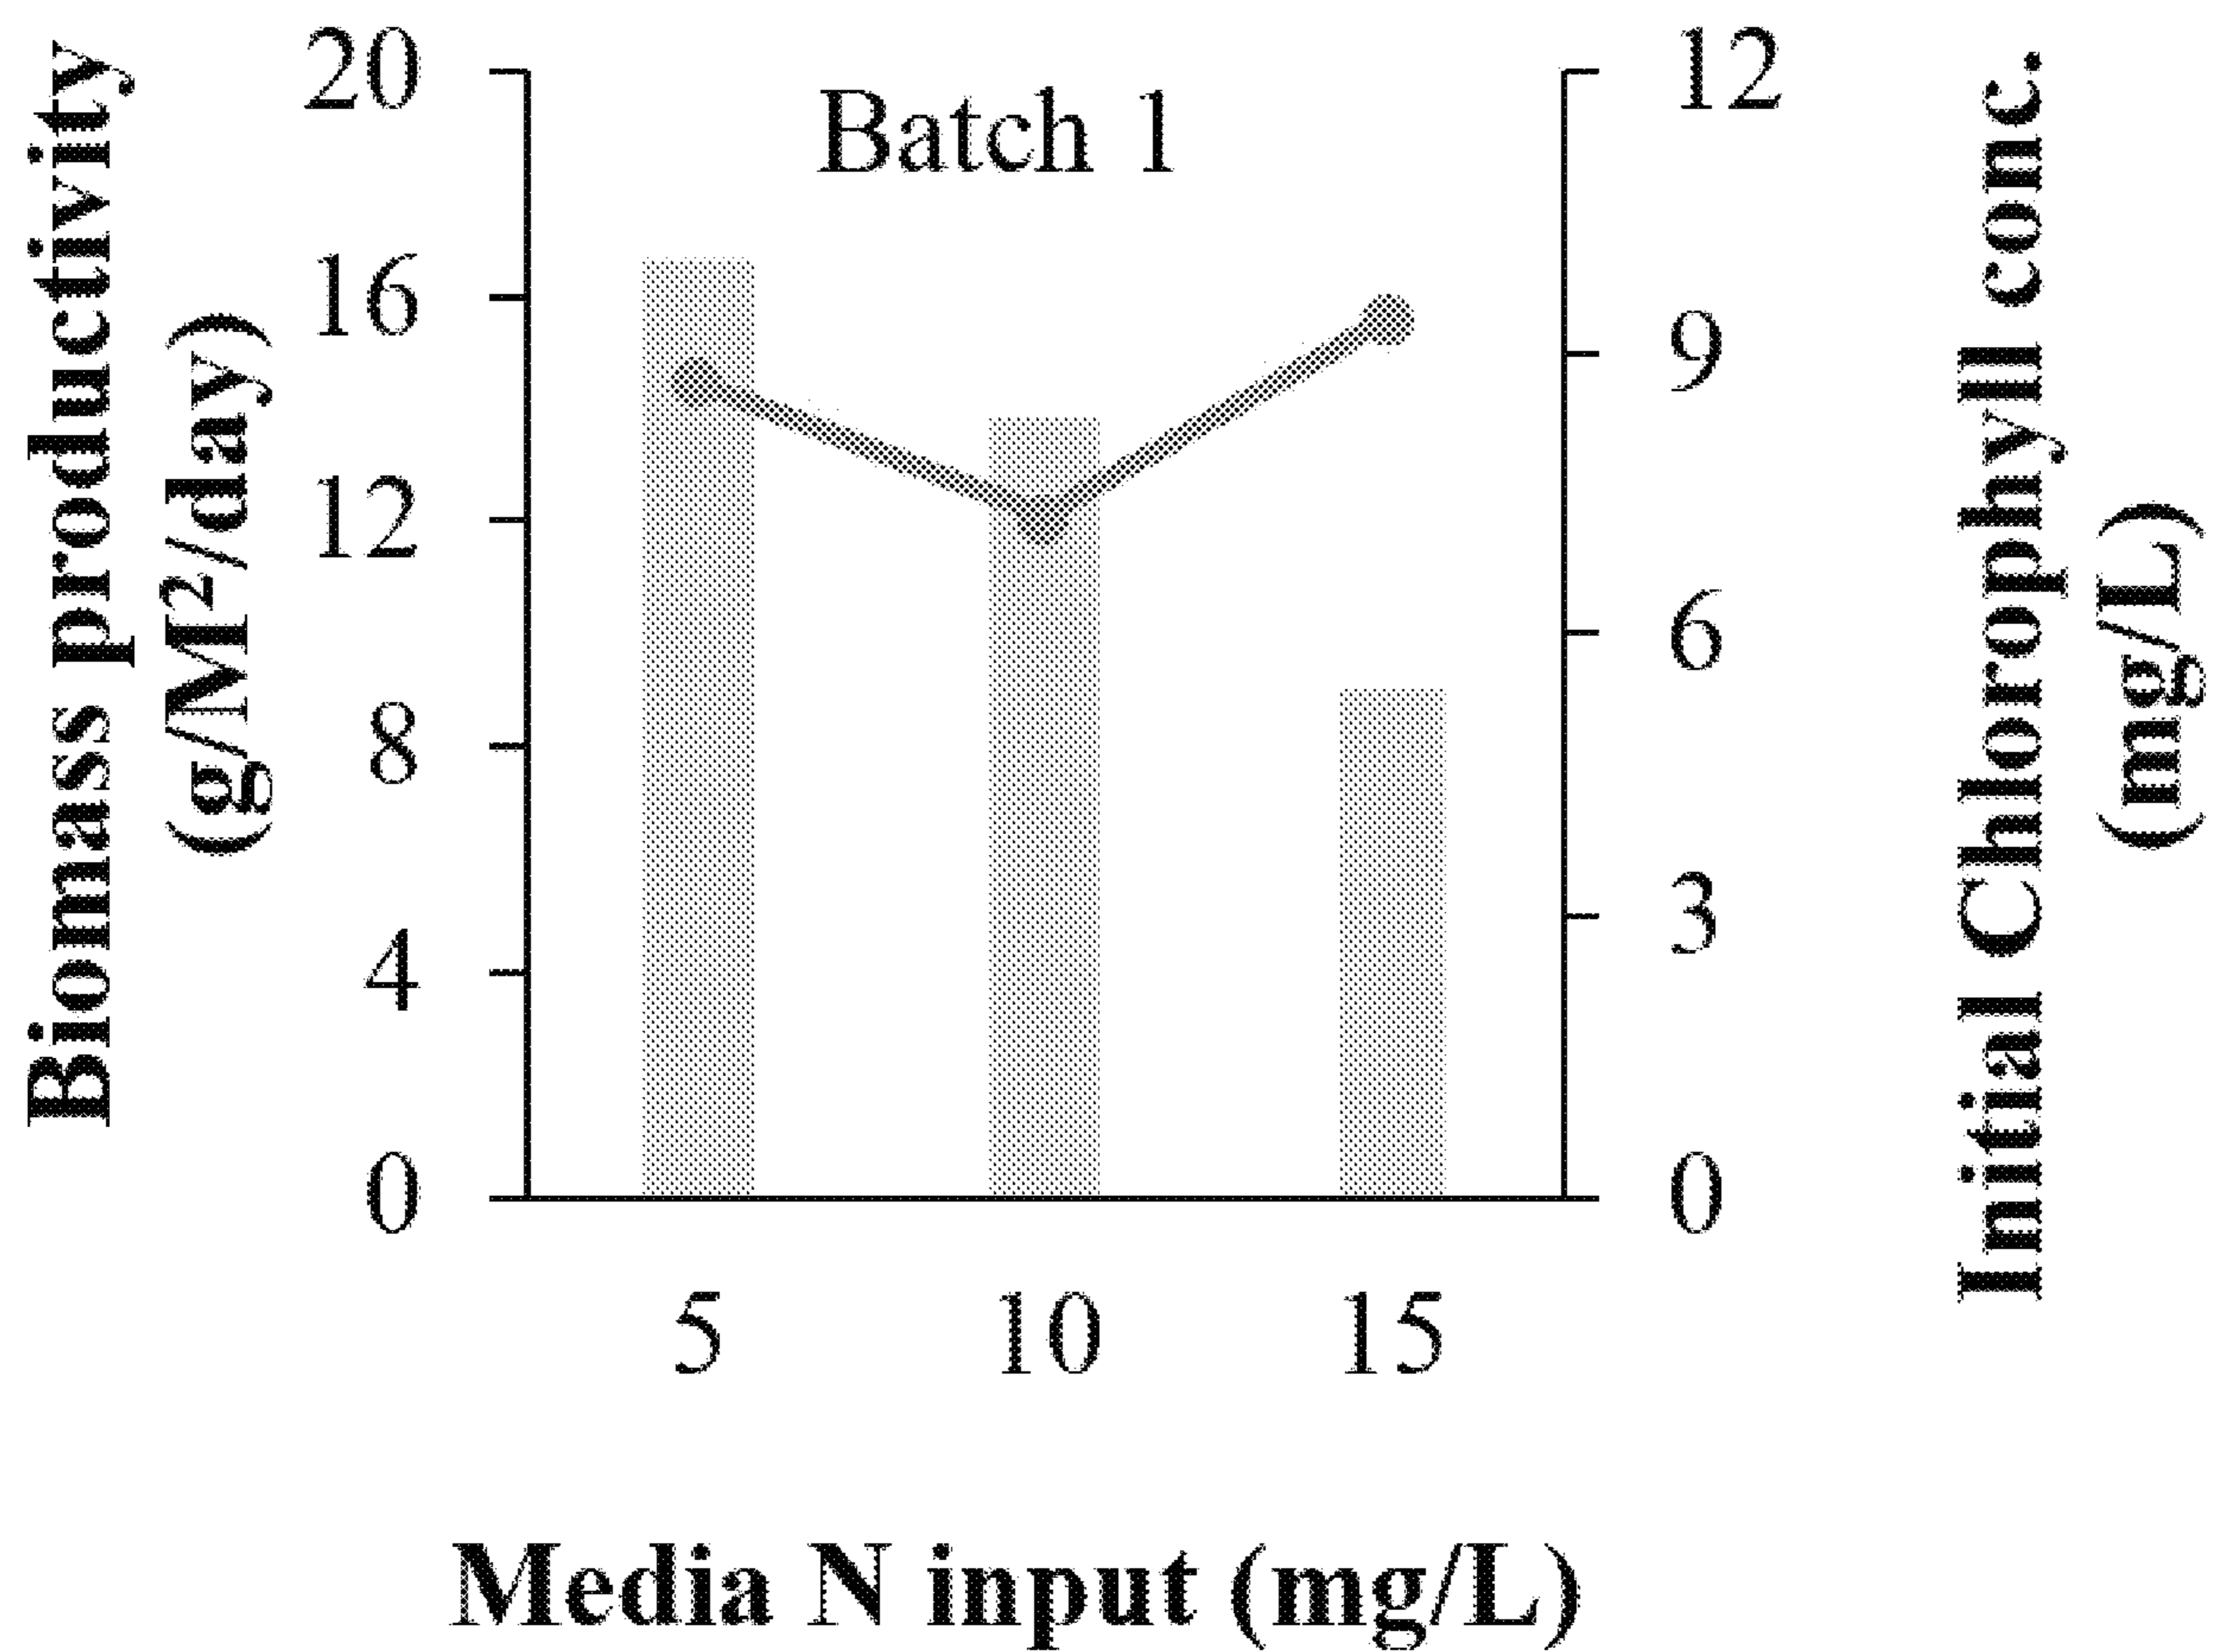 Batch 1
Biomass productivity
(g/M²/day)
20
16
12
8
4
0
12
9
6
3
0
Initial Chlorophyll conc.
(mg/L)
5 10 15
Media N input (mg/L)